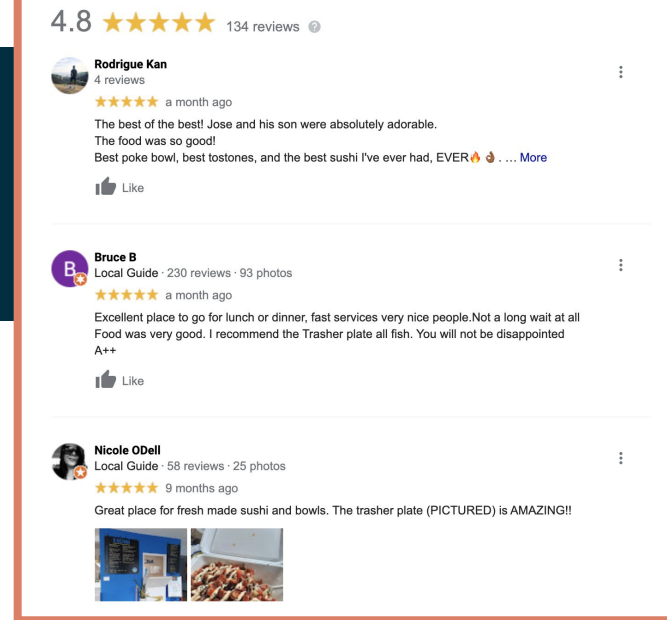 4.8 134 reviews
Rodrigue Kan
4 reviews
a month ago
The best of the best! Jose and his son were absolutely adorable.
The food was so good!
Best poke bowl, best tostones, and the best sushi I've ever had, EVER🔥👌🏾. … More
Like
B
Bruce B
Local Guide · 230 reviews · 93 photos
a month ago
Excellent place to go for lunch or dinner, fast services very nice people.Not a long wait at all
Food was very good. I recommend the Trasher plate all fish. You will not be disappointed
A++
Like
Nicole ODell
Local Guide · 58 reviews · 25 photos
9 months ago
Great place for fresh made sushi and bowls. The trasher plate (PICTURED) is AMAZING!!